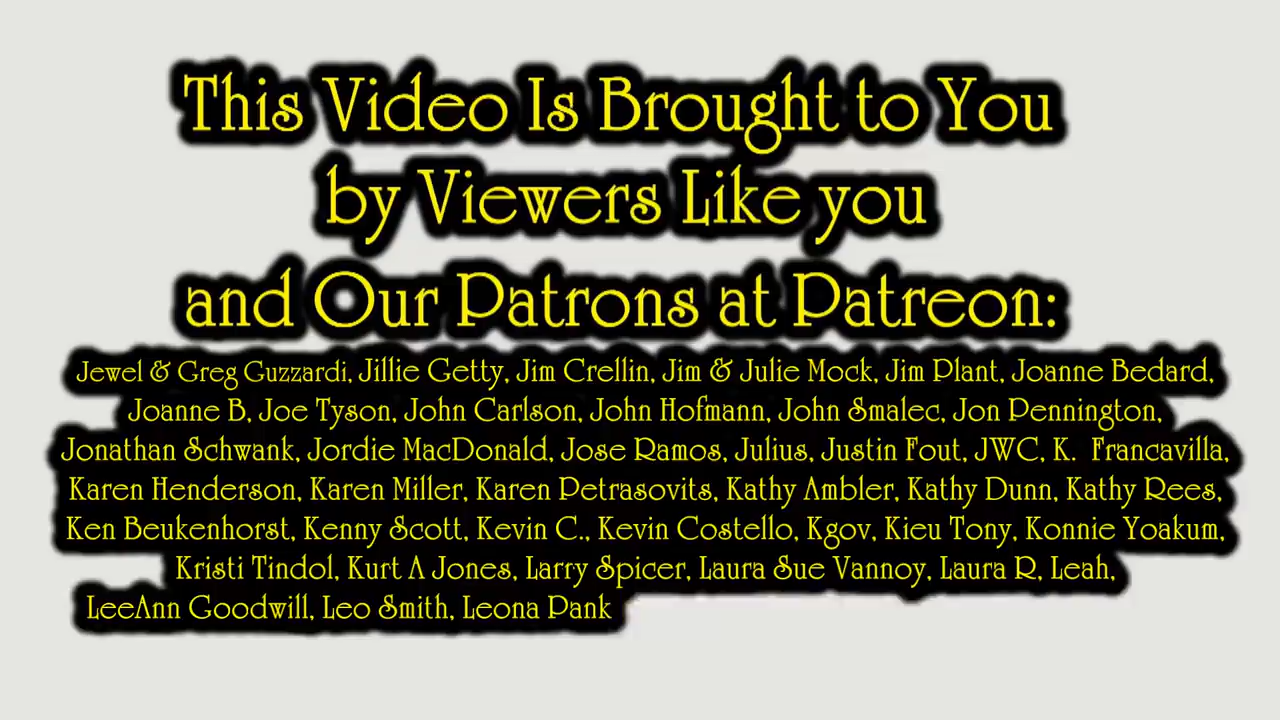 This Video Is Brought to You
by Viewers Like you
and Our Patrons at Patreon:
Jewel & Greg Guzzardi, Jillie Getty, Jim Crellin, Jim & Julie Mock, Jim Plant, Joanne Bedard,
Joanne B, Joe Tyson, John Carlson, John Hofmann, John Smalec, Jon Pennington,
Jonathan Schwank, Jordie MacDonald, Jose Ramos, Julius, Justin Fout, JWC, K. Francavilla,
Karen Henderson, Karen Miller, Karen Petrasovits, Kathy Ambler, Kathy Dunn, Kathy Rees,
Ken Beukenhorst, Kenny Scott, Kevin C., Kevin Costello, Kgov, Kieu Tony, Konnie Yoakum,
Kristi Tindol, Kurt A Jones, Larry Spicer, Laura Sue Vannoy, Laura R, Leah,
LeeAnn Goodwill, Leo Smith, Leona Pank